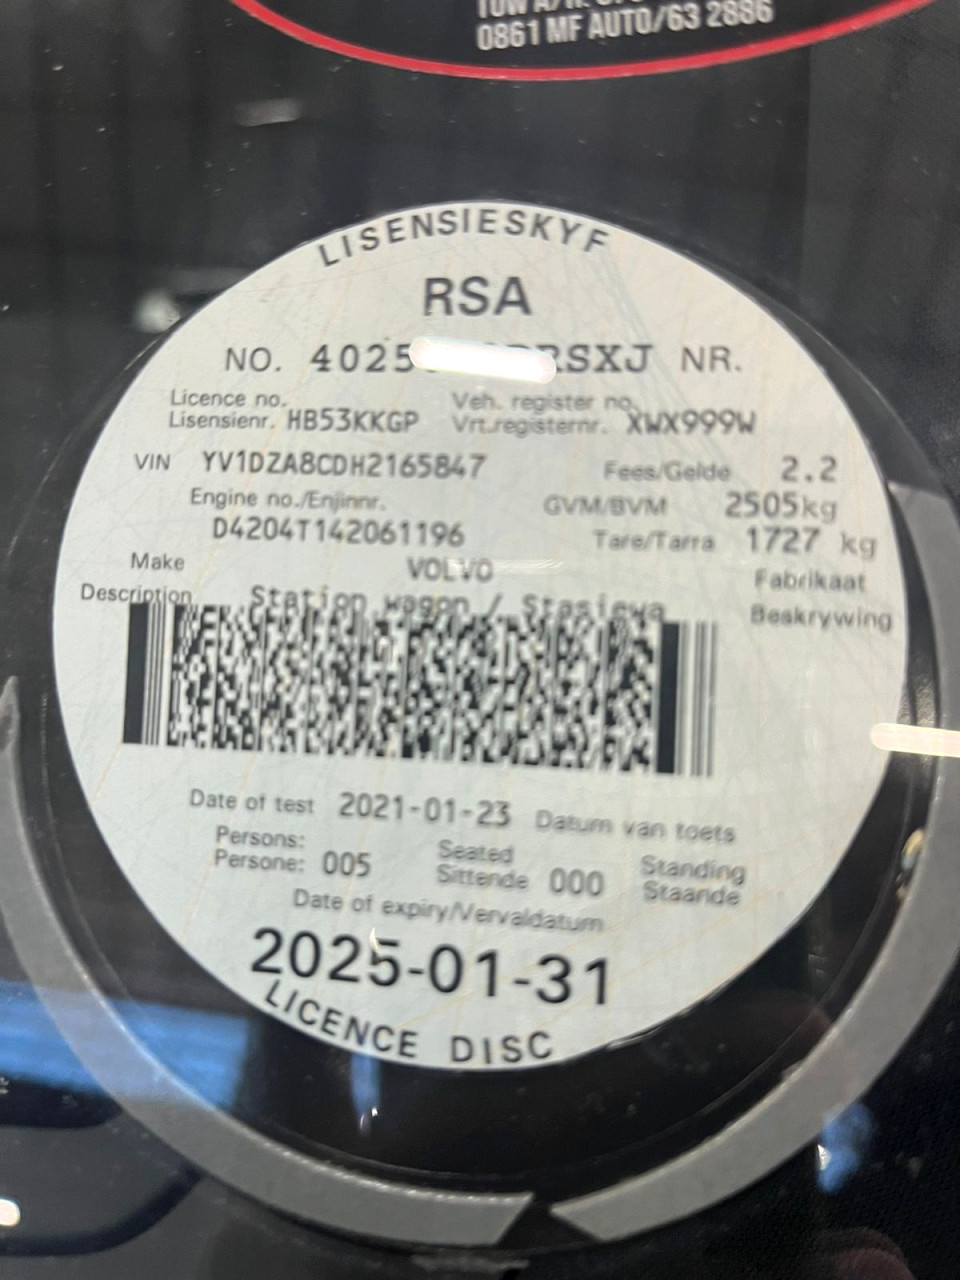 0861 MF AUTO/63 2886
LISENSIESKYF
RSA
NO. 4025 RSXJ NR.
Licence no. Veh. register no.
Lisensienr. HB53KKGP Vrt.registernr. XWX999W
VIN YV1DZA8CDH2165847 Fees/Gelde 2.2
Engine no./Enjinnr. GVM/BVM 2505kg
D4204T142061196 Tare/Tarra 1727 kg
Make VOLVO Fabrikaat
Description Station wagon / Stasiewa Beskrywing
Date of test 2021-01-23 Datum van toets
Persons: Seated Standing
Persone: 005 Sittende 000 Staande
Date of expiry/Vervaldatum
2025-01-31
LICENCE DISC